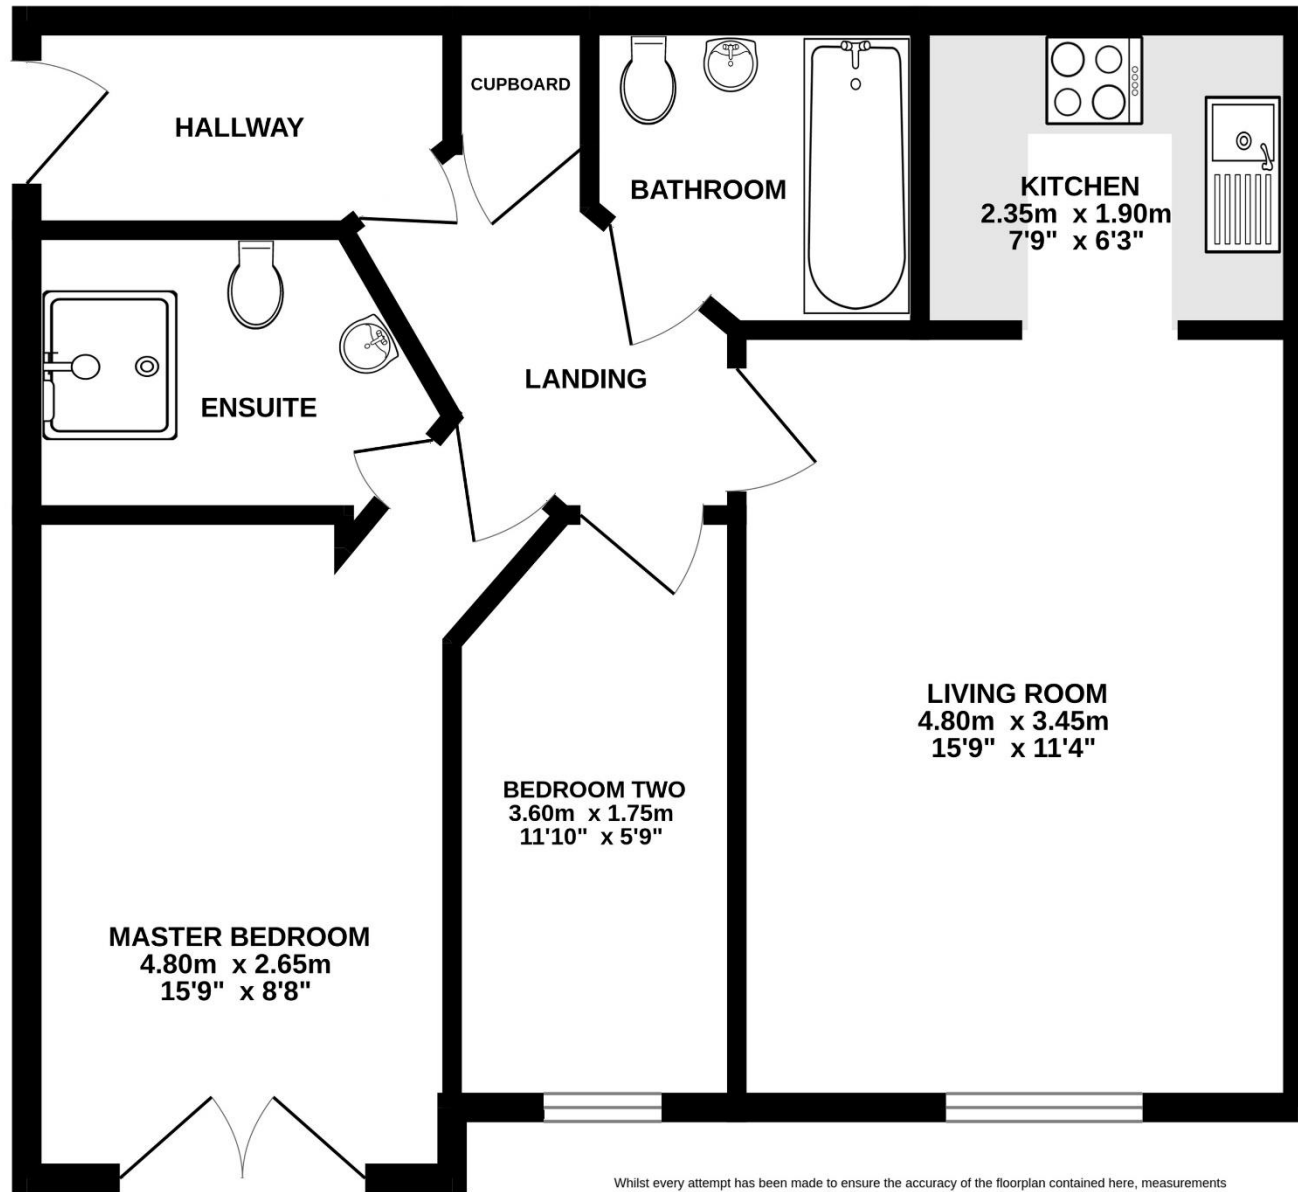 HALLWAY
CUPBOARD
BATHROOM
KITCHEN
2.35m x 1.90m
7'9" x 6'3"
ENSUITE
LANDING
LIVING ROOM
4.80m x 3.45m
15'9" x 11'4"
BEDROOM TWO
3.60m x 1.75m
11'10" x 5'9"
MASTER BEDROOM
4.80m x 2.65m
15'9" x 8'8"
Whilst every attempt has been made to ensure the accuracy of the floorplan contained here, measurements